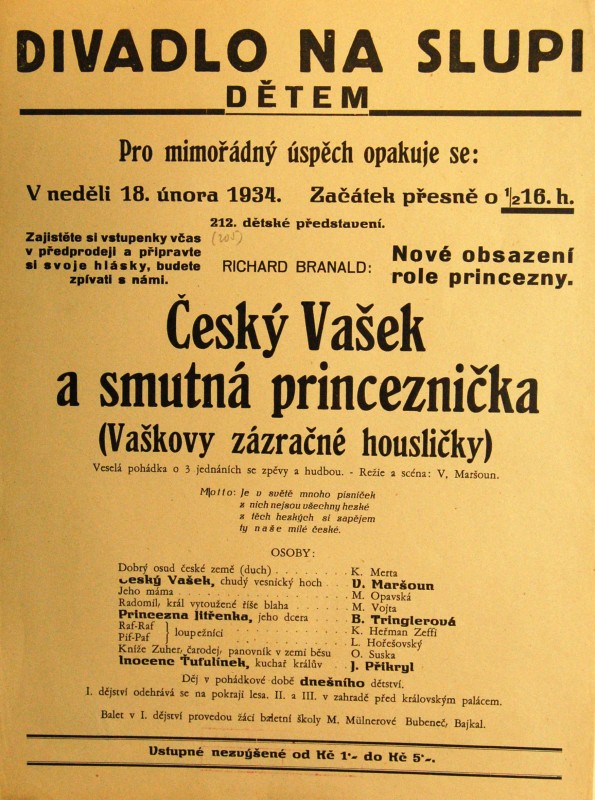 DIVADLO NA SLUPI
DĚTEM
Pro mimořádný úspěch opakuje se:
V neděli 18. února 1934. Začátek přesně o ½16. h.
212. dětské představení.
(205)
Zajistěte si vstupenky včas
v předprodeji a připravte
si svoje hlásky, budete
zpívati s námi.
RICHARD BRANALD:
Nové obsazení
role princezny.
Český Vašek
a smutná princeznička
(Vaškovy zázračné housličky)
Veselá pohádka o 3 jednáních se zpěvy a hudbou. - Režie a scéna: V, Maršoun.
Motto: Je v světě mnoho písniček
z nich nejsou všechny hezké
z těch hezkých si zapějem
ty naše milé české.
OSOBY:
Dobrý osud české země (duch) . . . . . . . . K. Merta
Český Vašek, chudý vesnický hoch . . . V. Maršoun
Jeho máma . . . . . . . . . . . . . . . . M. Opavská
Radomil, král vytoužené říše blaha . . . . . M. Vojta
Princezna Jitřenka, jeho dcera . . . . . B. Tringlerová
Raf-Raf } loupežníci . . . . . . . . . . K. Heřman Zeffi
Pif-Paf } . . . . . . . . . . L. Hořešovský
Kníže Zuher, čaroděj, panovník v zemí běsu O. Suska
Inocenc Ťuťulínek, kuchař králův . . . J. Přikryl
Děj v pohádkové době dnešního dětství.
I. dějství odehrává se na pokraji lesa. II. a III. v zahradě před královským palácem.
Balet v I. dějství provedou žáci baletní školy M. Mülnerové Bubeneč, Bajkal.
Vstupné nezvýšené od Kč 1·- do Kč 5·-.